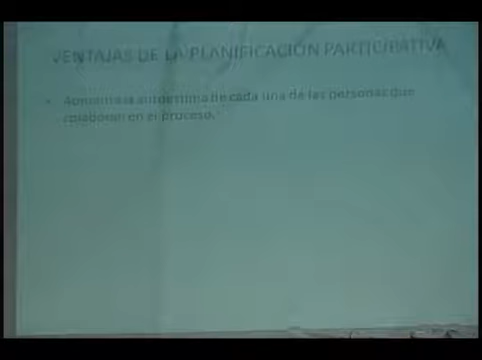 VENTAJAS DE LA PLANIFICACIÓN PARTICIPATIVA
• Aumenta la autoestima de cada una de las personas que
colaboran en el proceso.